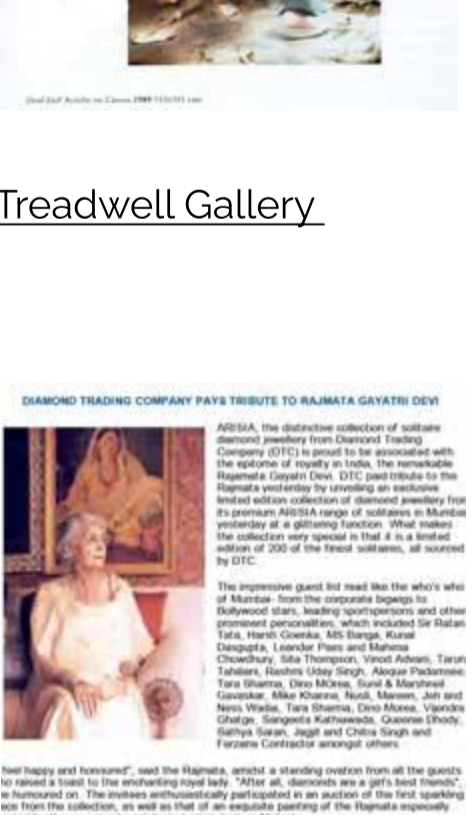 1989
Treadwell Gallery
DIAMOND TRADING COMPANY PAYS TRIBUTE TO RAJMATA GAYATRI DEVI
ARISIA, the distinctive collection of solitaire
diamond jewellery from Diamond Trading
Company (DTC) is proud to be associated with
the epitome of royalty in India, the remarkable
Rajamata Gayatri Devi. DTC paid tribute to the
Rajmata yesterday by unveiling an exclusive
limited edition collection of diamond jewellery from
its premium ARISIA range of solitaires in Mumbai
yesterday at a glittering function. What makes
the collection very special is that it is a limited
edition of 200 of the finest solitaires, all sourced
by DTC.
The impressive guest list read like the who's who
of Mumbai- from the corporate bigwigs to
Bollywood stars, leading sportspersons and other
prominent personalities, which included Sir Ratan
Tata, Harsh Goenka, MS Banga, Kunal
Dasgupta, Leander Paes and Mahima
Chowdhury, Sita Thompson, Vinod Advani, Tarun
Tahiliani, Rashmi Uday Singh, Aleque Padamsee,
Tara Sharma, Dino MOrea, Sunil & Marshneil
Gavaskar, Mike Khanna, Nusli, Mareen, Jeh and
Ness Wadia, Tara Sharma, Dino Morea, Vijendra
Ghatge, Sangeeta Kathiawada, Queenie Dhody,
Sathya Saran, Jagjit and Chitra Singh and
Farzana Contractor amongst others.
feel happy and honoured", said the Rajmata, amidst a standing ovation from all the guests
ho raised a toast to the enchanting royal lady. "After all, diamonds are a girl's best friends",
e humoured on. The invitees enthusiastically participated in an auction of the first sparkling
ece from the collection, as well as that of an exquisite painting of the Rajmata especially